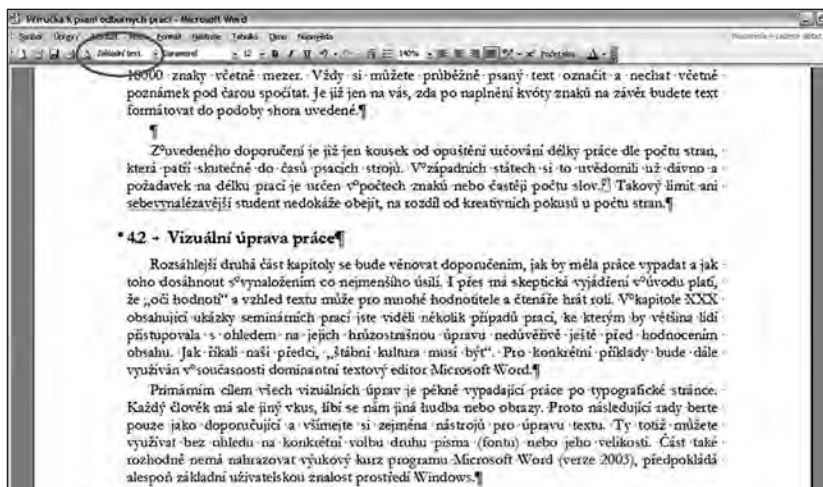 Příručka k psaní odborných prací - Microsoft Word
Soubor Úpravy Zobrazit Formát Nástroje Tabulka Okno Nápověda
Základní text Garamond 12 B I U 140%
10000 znaky včetně mezer. Vždy si můžete průběžně psaný text označit a nechat včetně
poznámek pod čarou spočítat. Je již jen na vás, zda po naplnění kvóty znaků na závěr budete text
formátovat do podoby shora uvedené.¶
¶
Z°uvedeného doporučení je již jen kousek od opuštění určování délky práce dle počtu stran,
která patří skutečně do časů psacích strojů. V°západních státech si to uvědomili už dávno a
požadavek na délku prací je určen v°počtech znaků nebo častěji počtu slov. Takový limit ani
sebevynalézavější student nedokáže obejít, na rozdíl od kreativních pokusů u počtu stran.¶
4.2 → Vizuální úprava práce¶
Rozsáhlejší druhá část kapitoly se bude věnovat doporučením, jak by měla práce vypadat a jak
toho dosáhnout s°vynaložením co nejmenšího úsilí. I přes má skeptická vyjádření v°úvodu platí,
že „oči hodnotí“ a vzhled textu může pro mnohé hodnotitele a čtenáře hrát roli. V°kapitole XXX
obsahující ukázky seminárních prací jste viděli několik případů prací, ke kterým by většina lidí
přistupovala s ohledem na jejich hrůzostrašnou úpravu nedůvěřivě ještě před hodnocením
obsahu. Jak říkali naši předci, „štábní kultura musí být“. Pro konkrétní příklady bude dále
využíván v°současnosti dominantní textový editor Microsoft Word.¶
Primárním cílem všech vizuálních úprav je pěkně vypadající práce po typografické stránce.
Každý člověk má ale jiný vkus, líbí se nám jiná hudba nebo obrazy. Proto následující rady berte
pouze jako doporučující a všímejte si zejména nástrojů pro úpravu textu. Ty totiž můžete
využívat bez ohledu na konkrétní volbu druhu písma (fontu) nebo jeho velikosti. Část také
rozhodně nemá nahrazovat výukový kurz programu Microsoft Word (verze 2003), předpokládá
alespoň základní uživatelskou znalost prostředí Windows.¶